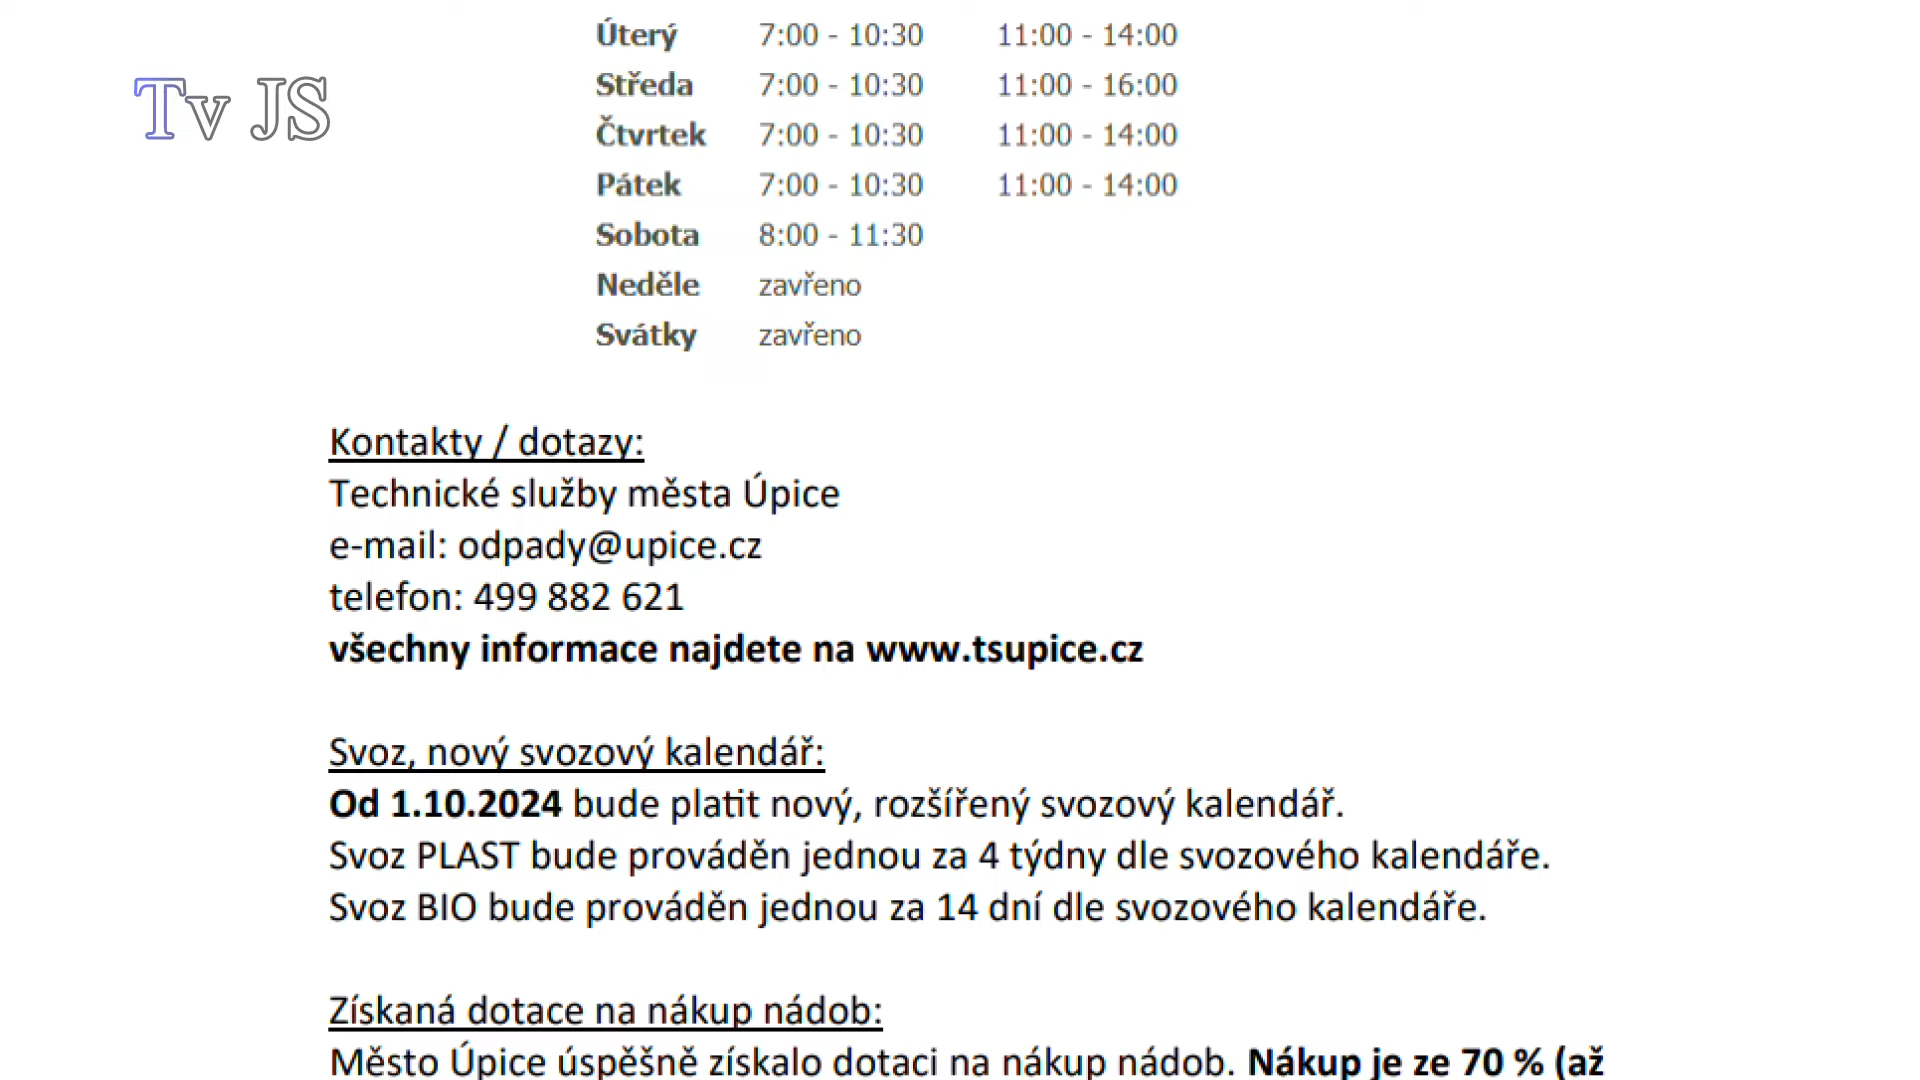 Úterý 7:00 - 10:30 11:00 - 14:00
Tv JS
Středa 7:00 - 10:30 11:00 - 16:00
Čtvrtek 7:00 - 10:30 11:00 - 14:00
Pátek 7:00 - 10:30 11:00 - 14:00
Sobota 8:00 - 11:30
Neděle zavřeno
Svátky zavřeno
Kontakty / dotazy:
Technické služby města Úpice
e-mail: odpady@upice.cz
telefon: 499 882 621
všechny informace najdete na www.tsupice.cz
Svoz, nový svozový kalendář:
Od 1.10.2024 bude platit nový, rozšířený svozový kalendář.
Svoz PLAST bude prováděn jednou za 4 týdny dle svozového kalendáře.
Svoz BIO bude prováděn jednou za 14 dní dle svozového kalendáře.
Získaná dotace na nákup nádob:
Město Úpice úspěšně získalo dotaci na nákup nádob. Nákup je ze 70 % (až